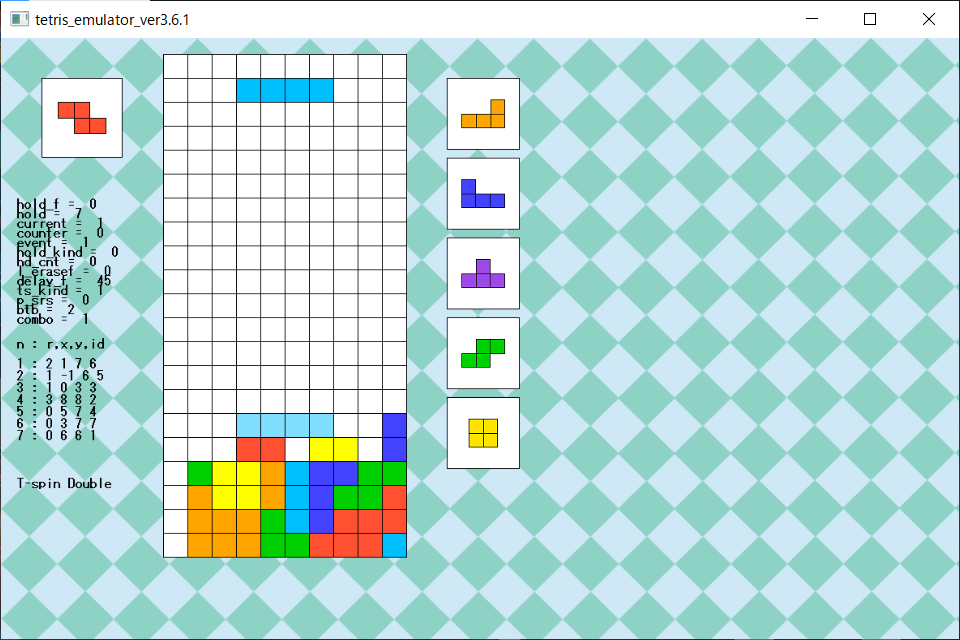 tetris_emulator_ver3.6.1
hold_f = 0
hold = 7
current = 1
counter = 0
event = 1
hold_kind = 0
hd_cnt = 0
l_erasef = 0
delay_f = 45
ts_kind = 1
p_srs = 0
btb = 2
combo = 1
n : r,x,y,id
1 : 2 1 7 6
2 : 1 -1 6 5
3 : 1 0 3 3
4 : 3 8 8 2
5 : 0 5 7 4
6 : 0 3 7 7
7 : 0 6 6 1
T-spin Double